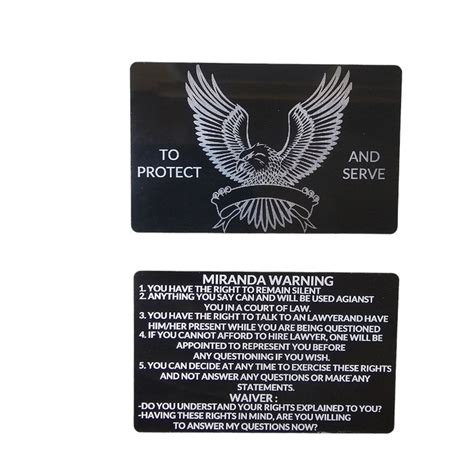 TO PROTECT
AND SERVE
MIRANDA WARNING
1. YOU HAVE THE RIGHT TO REMAIN SILENT
2. ANYTHING YOU SAY CAN AND WILL BE USED AGIANST
YOU IN A COURT OF LAW.
3. YOU HAVE THE RIGHT TO TALK TO AN LAWYERAND HAVE
HIM/HER PRESENT WHILE YOU ARE BEING QUESTIONED
4. IF YOU CANNOT AFFORD TO HIRE LAWYER, ONE WILL BE
APPOINTED TO REPRESENT YOU BEFORE
ANY QUESTIONING IF YOU WISH.
5. YOU CAN DECIDE AT ANY TIME TO EXERCISE THESE RIGHTS
AND NOT ANSWER ANY QUESTIONS OR MAKE ANY
STATEMENTS.
WAIVER :
-DO YOU UNDERSTAND YOUR RIGHTS EXPLAINED TO YOU?
-HAVING THESE RIGHTS IN MIND, ARE YOU WILLING
TO ANSWER MY QUESTIONS NOW?